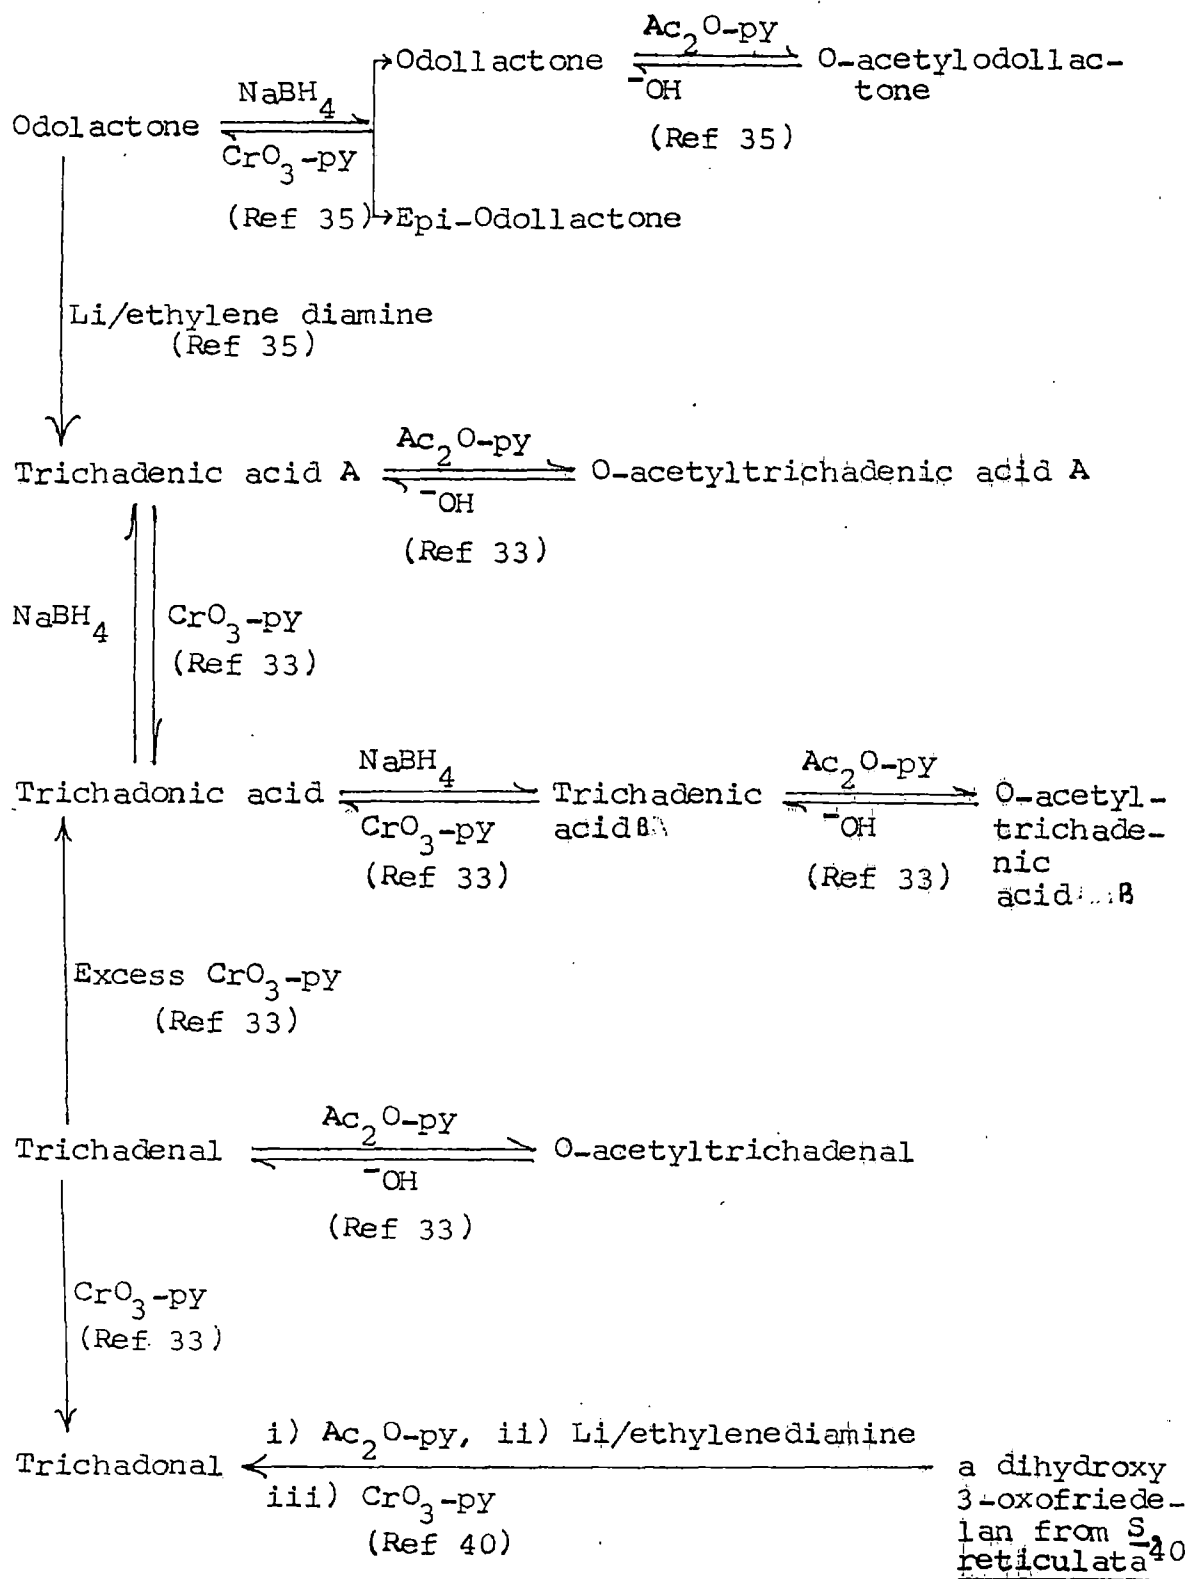 Ac2O-py
Odollactone
O-acetylodollac-
tone
-OH
NaBH4
Odolactone
CrO3-py
(Ref 35)
(Ref 35)
Epi-Odollactone
Li/ethylene diamine
(Ref 35)
Ac2O-py
Trichadenic acid A
O-acetyltrichadenic acid A
-OH
(Ref 33)
NaBH4
CrO3-py
(Ref 33)
NaBH4
Ac2O-py
Trichadonic acid
Trichadenic
acid B
O-acetyl-
trichade-
nic
acid B
CrO3-py
-OH
(Ref 33)
(Ref 33)
Excess CrO3-py
(Ref 33)
Ac2O-py
Trichadenal
O-acetyltrichadenal
-OH
(Ref 33)
CrO3-py
(Ref 33)
i) Ac2O-py, ii) Li/ethylenediamine
Trichadonal
iii) CrO3-py
(Ref 40)
a dihydroxy
3-oxofriede-
lan from S.
reticulata40